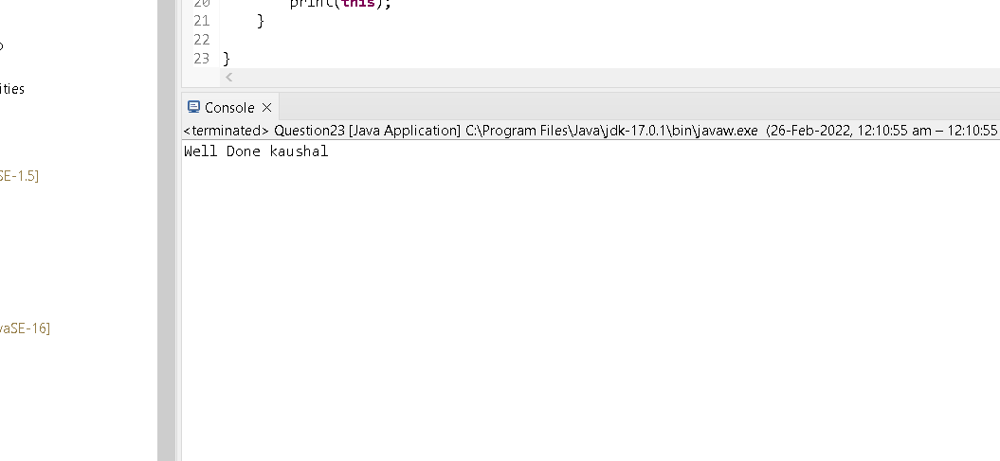 20 print(this);
21 }
22
23 }
ities
Console
<terminated> Question23 [Java Application] C:\Program Files\Java\jdk-17.0.1\bin\javaw.exe (26-Feb-2022, 12:10:55 am – 12:10:55
Well Done kaushal
SE-1.5]
vaSE-16]